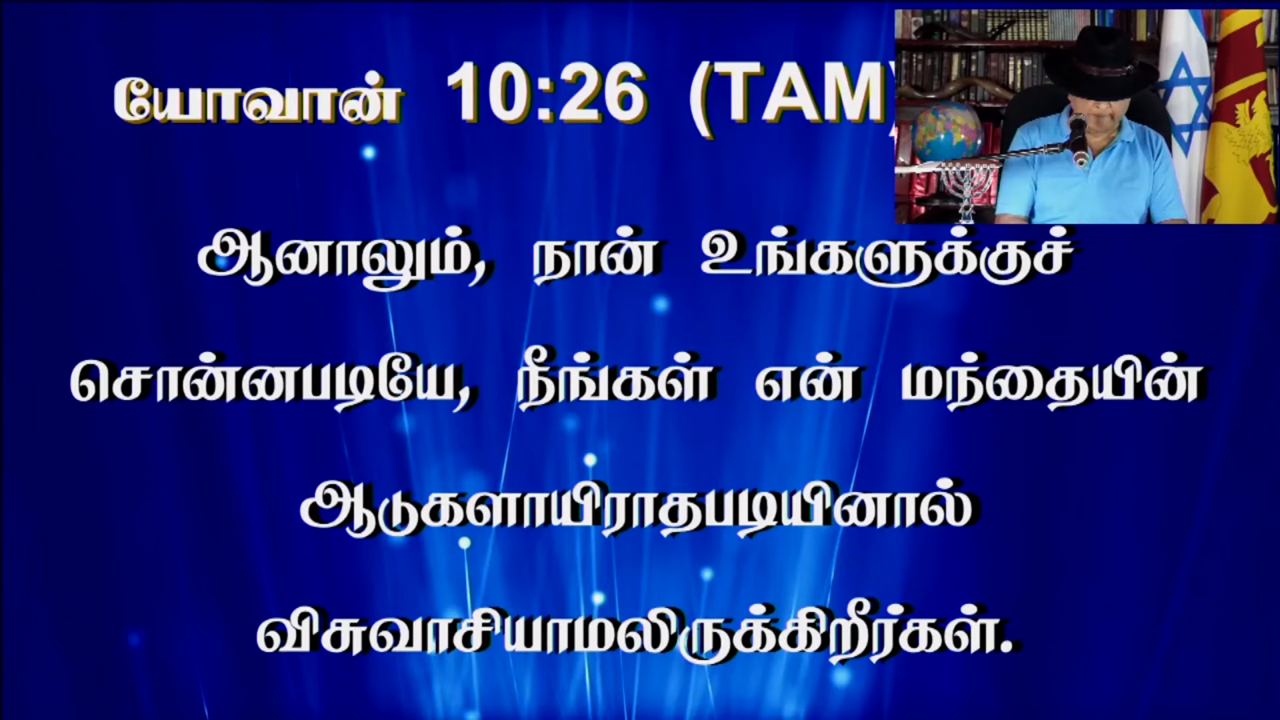 யோவான் 10:26 (TAM)
ஆனாலும், நான் உங்களுக்குச்
சொன்னபடியே, நீங்கள் என் மந்தையின்
ஆடுகளாயிராதபடியினால்
விசுவாசியாமலிருக்கிறீர்கள்.